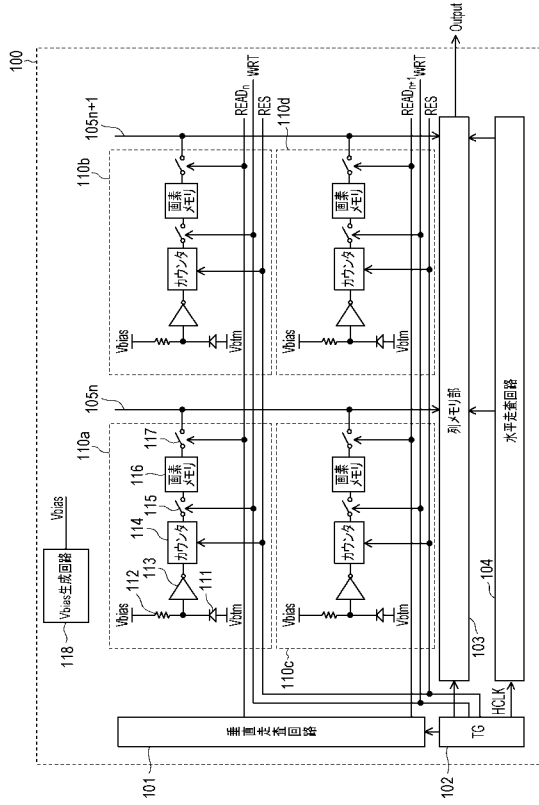 100
118
Vbias生成回路
Vbias
110a
105n
110b
105n+1
Vbias
112
113
114
カウンタ
115
116
画素
メモリ
117
111
Vbtm
Vbias
カウンタ
画素
メモリ
Vbtm
READn
WRT
RES
110c
Vbias
カウンタ
画素
メモリ
Vbtm
110d
Vbias
カウンタ
画素
メモリ
Vbtm
READn+1
WRT
RES
101
垂直走査回路
102
TG
HCLK
103
列メモリ部
Output
104
水平走査回路